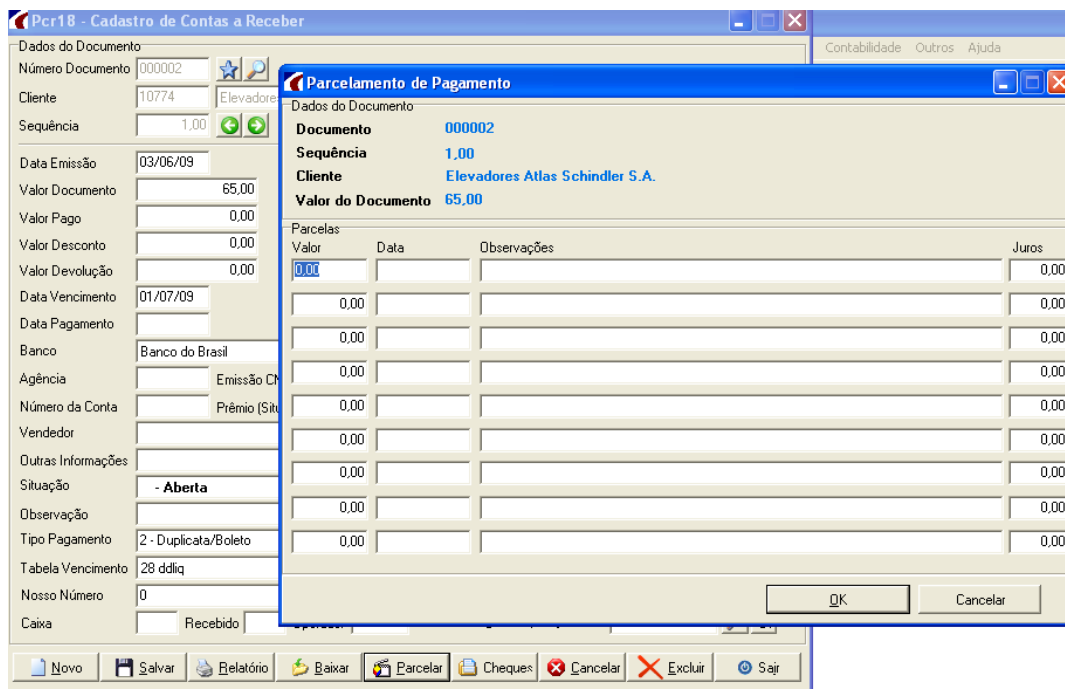 Pcr18 - Cadastro de Contas a Receber
Contabilidade Outros Ajuda
Dados do Documento
Número Documento 000002
Cliente 10774 Elevadores
Sequência 1,00
Data Emissão 03/06/09
Valor Documento 65,00
Valor Pago 0,00
Valor Desconto 0,00
Valor Devolução 0,00
Data Vencimento 01/07/09
Data Pagamento
Banco Banco do Brasil
Agência Emissão
Número da Conta Prêmio
Vendedor
Outras Informações
Situação - Aberta
Observação
Tipo Pagamento 2 - Duplicata/Boleto
Tabela Vencimento 28 ddliq
Nosso Número 0
Caixa Recebido
Novo Salvar Relatório Baixar Parcelar Cheques Cancelar Excluir Sair
Parcelamento de Pagamento
Dados do Documento
Documento 000002
Sequência 1,00
Cliente Elevadores Atlas Schindler S.A.
Valor do Documento 65,00
Parcelas
Valor Data Observações Juros
0,00 0,00
0,00 0,00
0,00 0,00
0,00 0,00
0,00 0,00
0,00 0,00
0,00 0,00
0,00 0,00
0,00 0,00
OK Cancelar